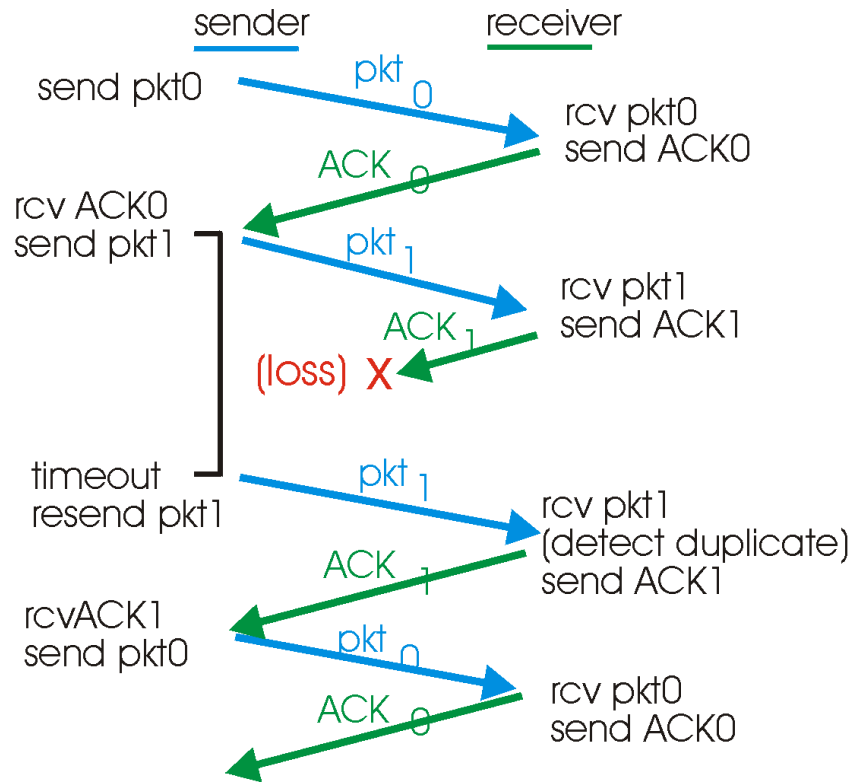 sender
receiver
send pkt0
pkt 0
rcv pkt0
send ACK0
ACK 0
rcv ACK0
send pkt1
pkt 1
rcv pkt1
send ACK1
ACK 1
(loss) X
timeout
resend pkt1
pkt 1
rcv pkt1
(detect duplicate)
send ACK1
ACK 1
rcvACK1
send pkt0
pkt 0
rcv pkt0
send ACK0
ACK 0